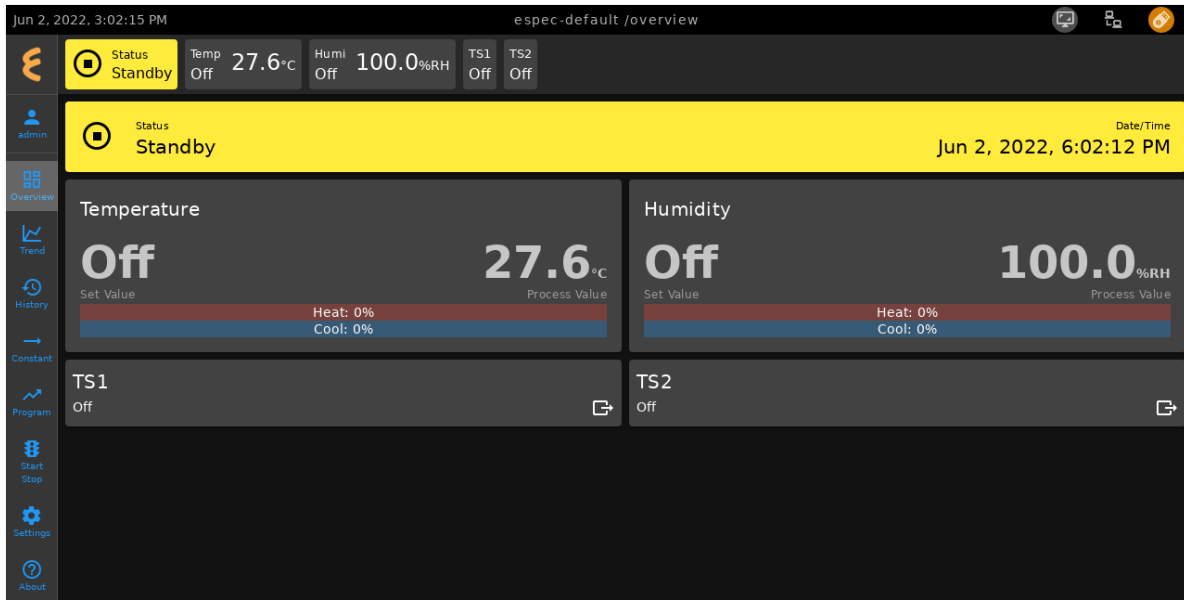 Jun 2, 2022, 3:02:15 PM espec-default /overview
Status
Standby
Temp 27.6°C
Off
Humi 100.0%RH
Off
TS1
Off
TS2
Off
admin
Overview
Trend
History
Constant
Program
Start
Stop
Settings
About
Status
Standby
Date/Time
Jun 2, 2022, 6:02:12 PM
Temperature
Off 27.6°C
Set Value Process Value
Heat: 0%
Cool: 0%
Humidity
Off 100.0%RH
Set Value Process Value
Heat: 0%
Cool: 0%
TS1
Off
TS2
Off